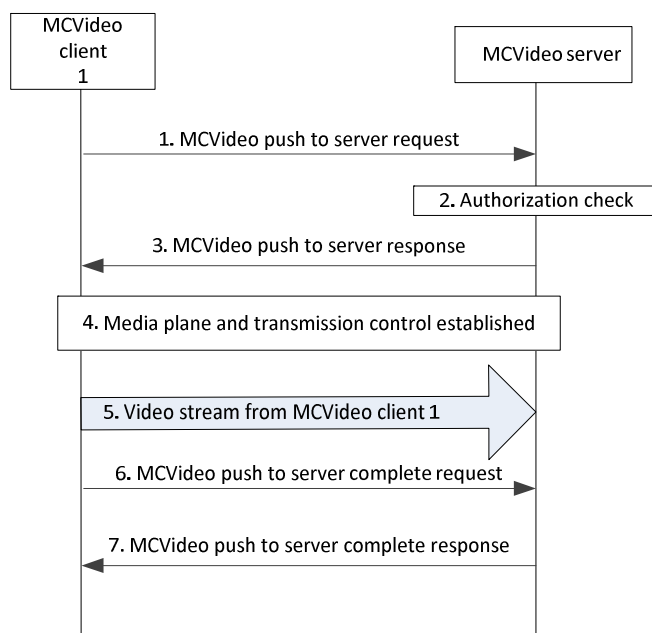 MCVideo
client
1
MCVideo server
1. MCVideo push to server request
2. Authorization check
3. MCVideo push to server response
4. Media plane and transmission control established
5. Video stream from MCVideo client 1
6. MCVideo push to server complete request
7. MCVideo push to server complete response